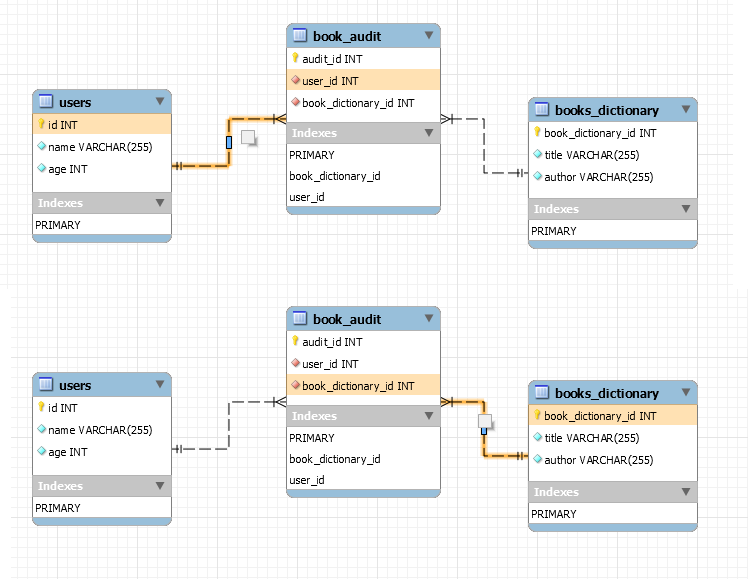 book_audit
audit_id INT
user_id INT
book_dictionary_id INT
Indexes
PRIMARY
book_dictionary_id
user_id
users
id INT
name VARCHAR(255)
age INT
Indexes
PRIMARY
books_dictionary
book_dictionary_id INT
title VARCHAR(255)
author VARCHAR(255)
Indexes
PRIMARY
book_audit
audit_id INT
user_id INT
book_dictionary_id INT
Indexes
PRIMARY
book_dictionary_id
user_id
users
id INT
name VARCHAR(255)
age INT
Indexes
PRIMARY
books_dictionary
book_dictionary_id INT
title VARCHAR(255)
author VARCHAR(255)
Indexes
PRIMARY